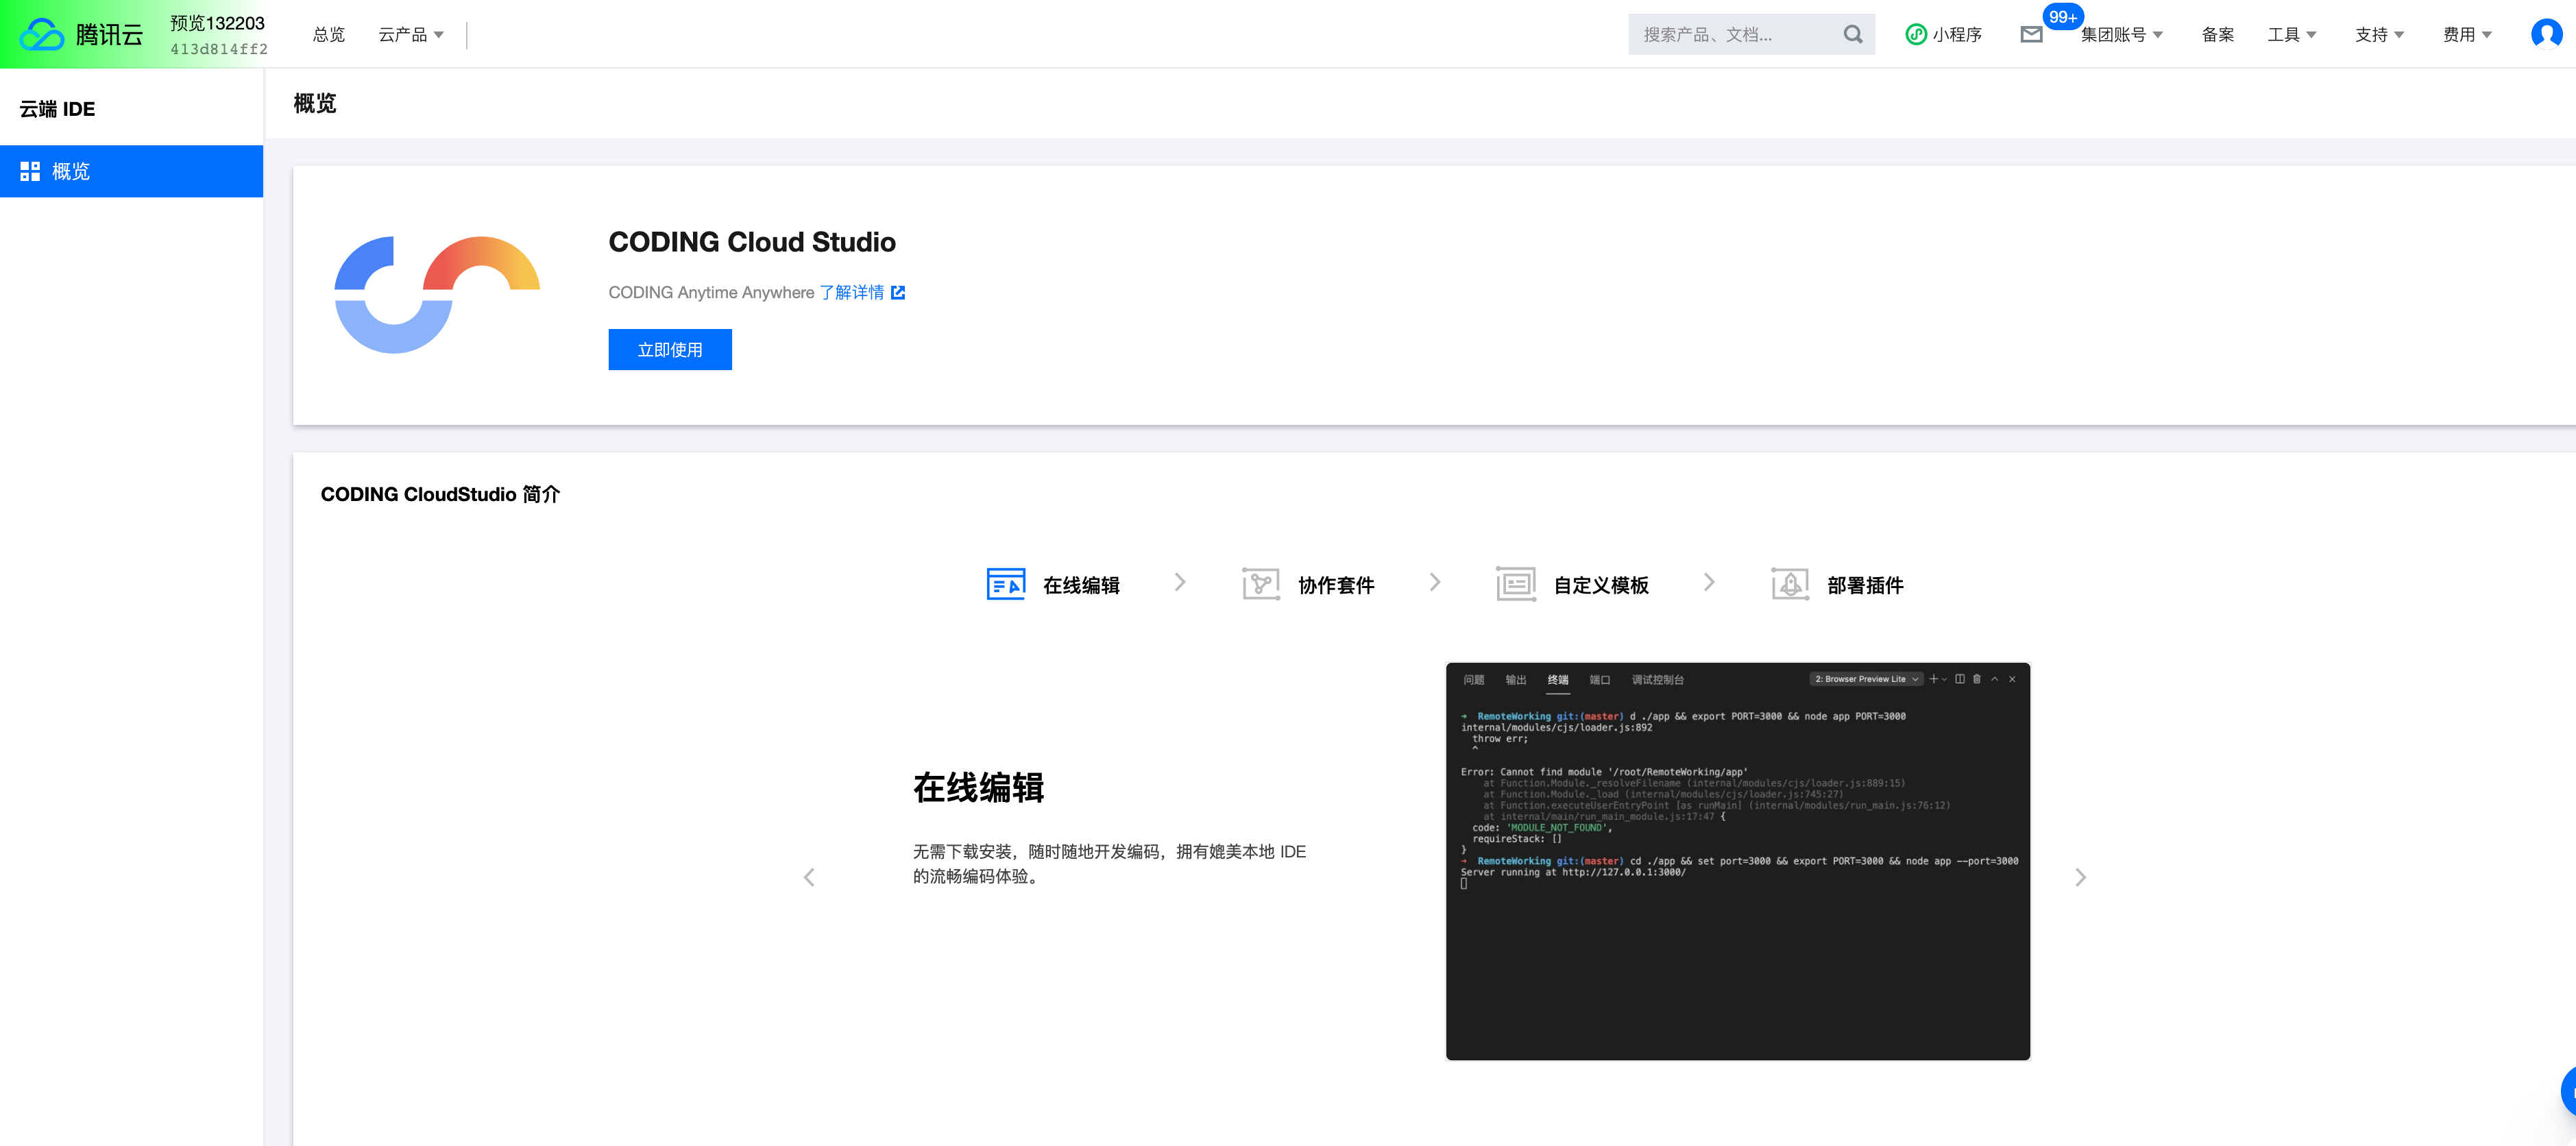 腾讯云
预览132203
413d814ff2
总览
云产品
搜索产品、文档...
小程序
99+
集团账号
备案
工具
支持
费用
云端 IDE
概览
概览
CODING Cloud Studio
CODING Anytime Anywhere 了解详情
立即使用
CODING CloudStudio 简介
在线编辑
协作套件
自定义模板
部署插件
在线编辑
无需下载安装，随时随地开发编码，拥有媲美本地 IDE
的流畅编码体验。
问题 输出 终端 端口 调试控制台 2: Browser Preview Lite
➜ RemoteWorking git:(master) d ./app && export PORT=3000 && node app PORT=3000
internal/modules/cjs/loader.js:892
throw err;
^
Error: Cannot find module '/root/RemoteWorking/app'
at Function.Module._resolveFilename (internal/modules/cjs/loader.js:889:15)
at Function.Module._load (internal/modules/cjs/loader.js:745:27)
at Function.executeUserEntryPoint [as runMain] (internal/modules/run_main.js:76:12)
at internal/main/run_main_module.js:17:47 {
code: 'MODULE_NOT_FOUND',
requireStack: []
}
➜ RemoteWorking git:(master) cd ./app && set port=3000 && export PORT=3000 && node app --port=3000
Server running at http://127.0.0.1:3000/